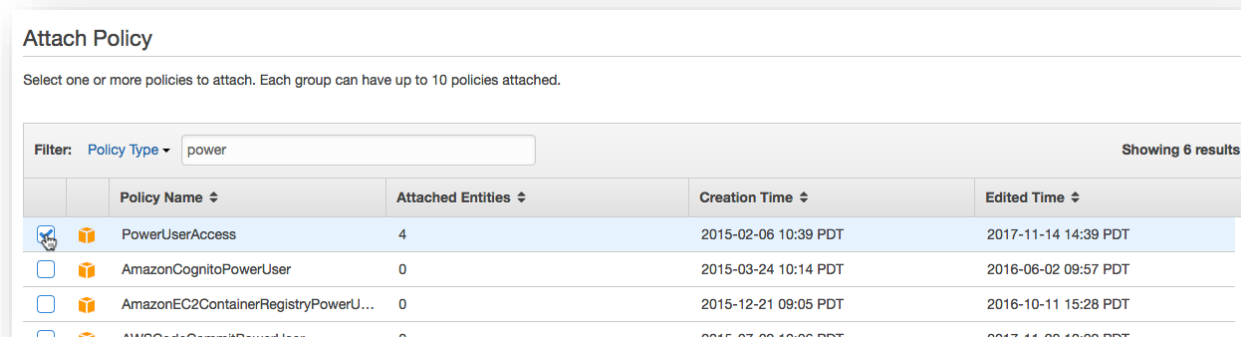 Attach Policy
Select one or more policies to attach. Each group can have up to 10 policies attached.
Filter: Policy Type power Showing 6 results
Policy Name Attached Entities Creation Time Edited Time
PowerUserAccess 4 2015-02-06 10:39 PDT 2017-11-14 14:39 PDT
AmazonCognitoPowerUser 0 2015-03-24 10:14 PDT 2016-06-02 09:57 PDT
AmazonEC2ContainerRegistryPowerU... 0 2015-12-21 09:05 PDT 2016-10-11 15:28 PDT
AWSCodeCommitPowerUser